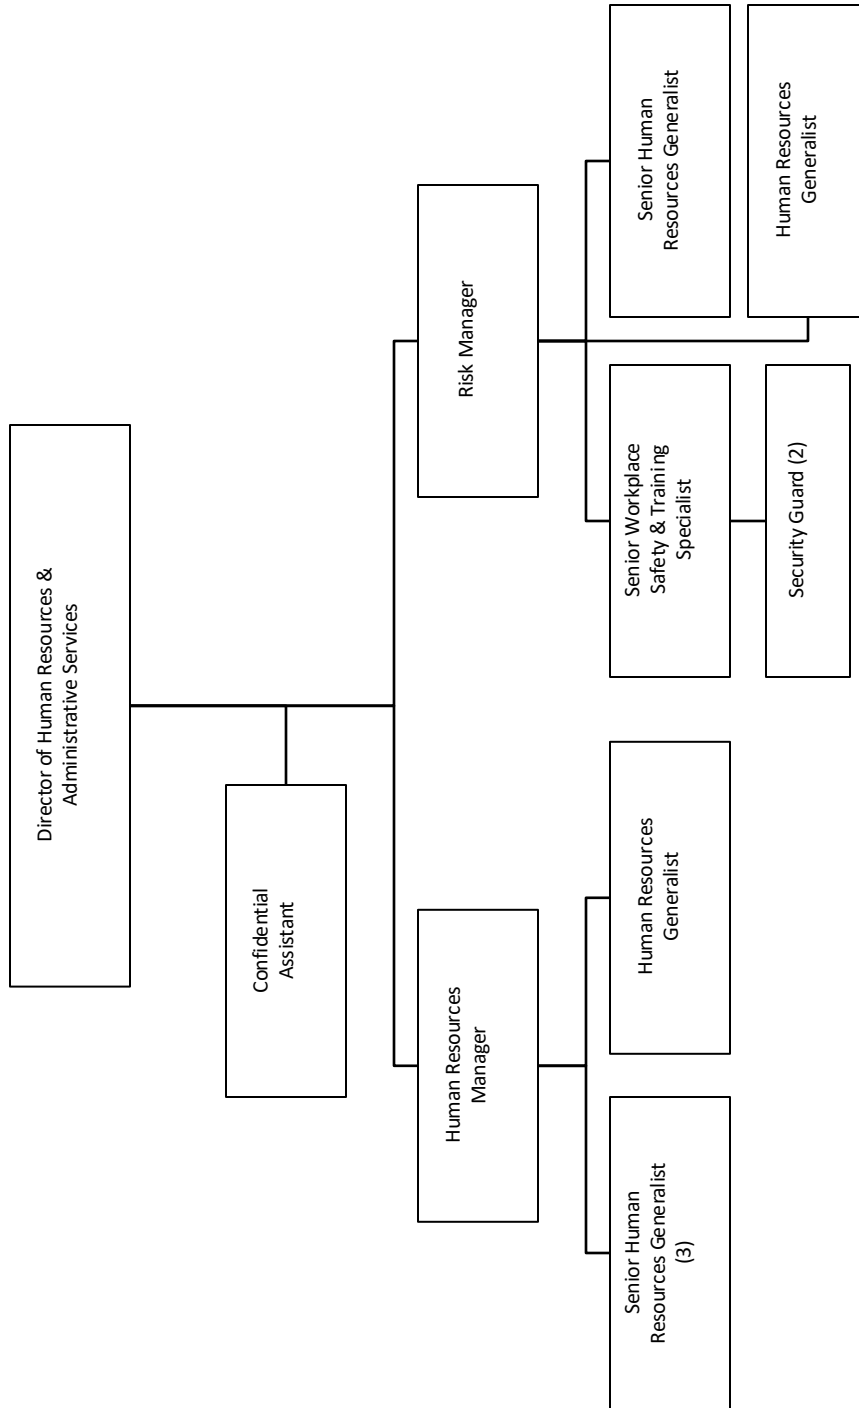 Director of Human Resources &
Administrative Services
Confidential
Assistant
Human Resources
Manager
Risk Manager
Senior Human
Resources Generalist
(3)
Human Resources
Generalist
Senior Workplace
Safety & Training
Specialist
Senior Human
Resources Generalist
Security Guard (2)
Human Resources
Generalist